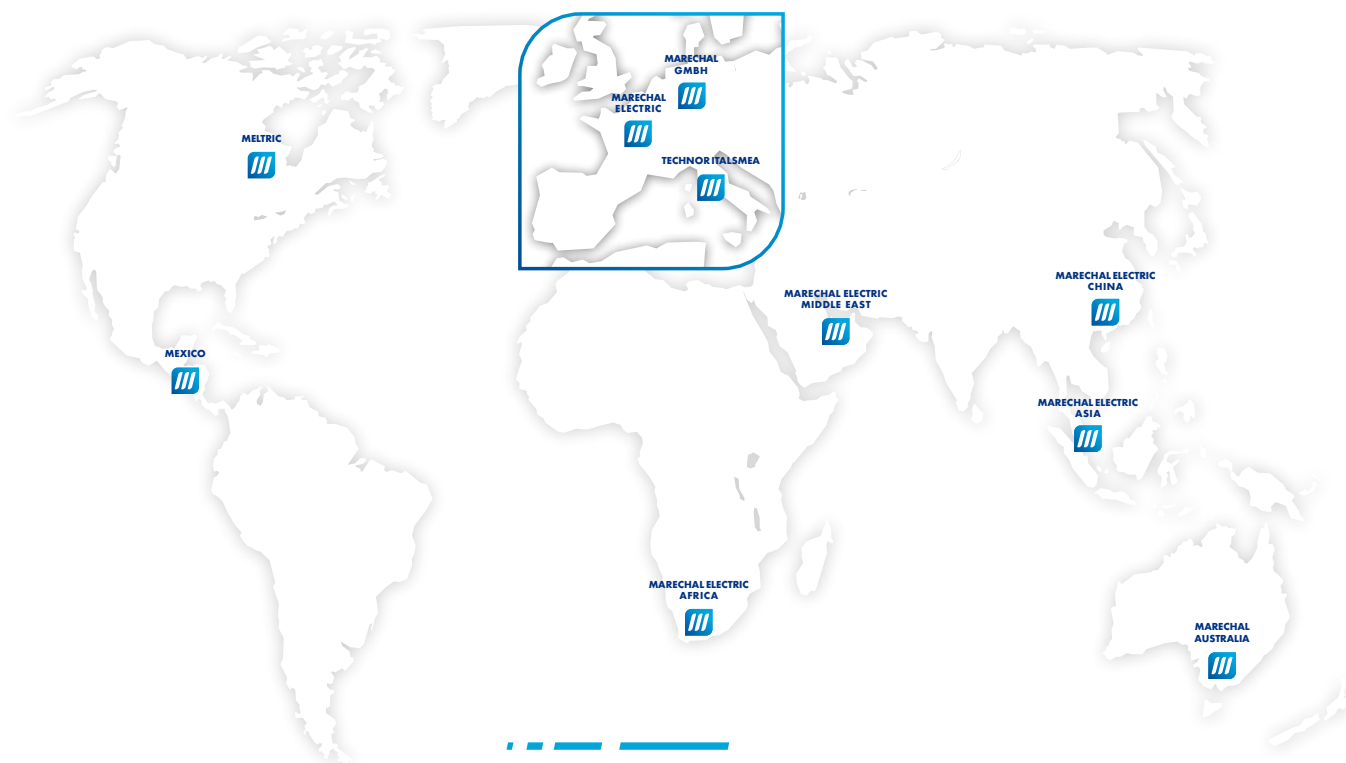 MARECHAL
GMBH
MARECHAL
ELECTRIC
MELTRIC
TECHNOR ITALSMEA
MARECHAL ELECTRIC
CHINA
MARECHAL ELECTRIC
MIDDLE EAST
MEXICO
MARECHAL ELECTRIC
ASIA
MARECHAL ELECTRIC
AFRICA
MARECHAL
AUSTRALIA